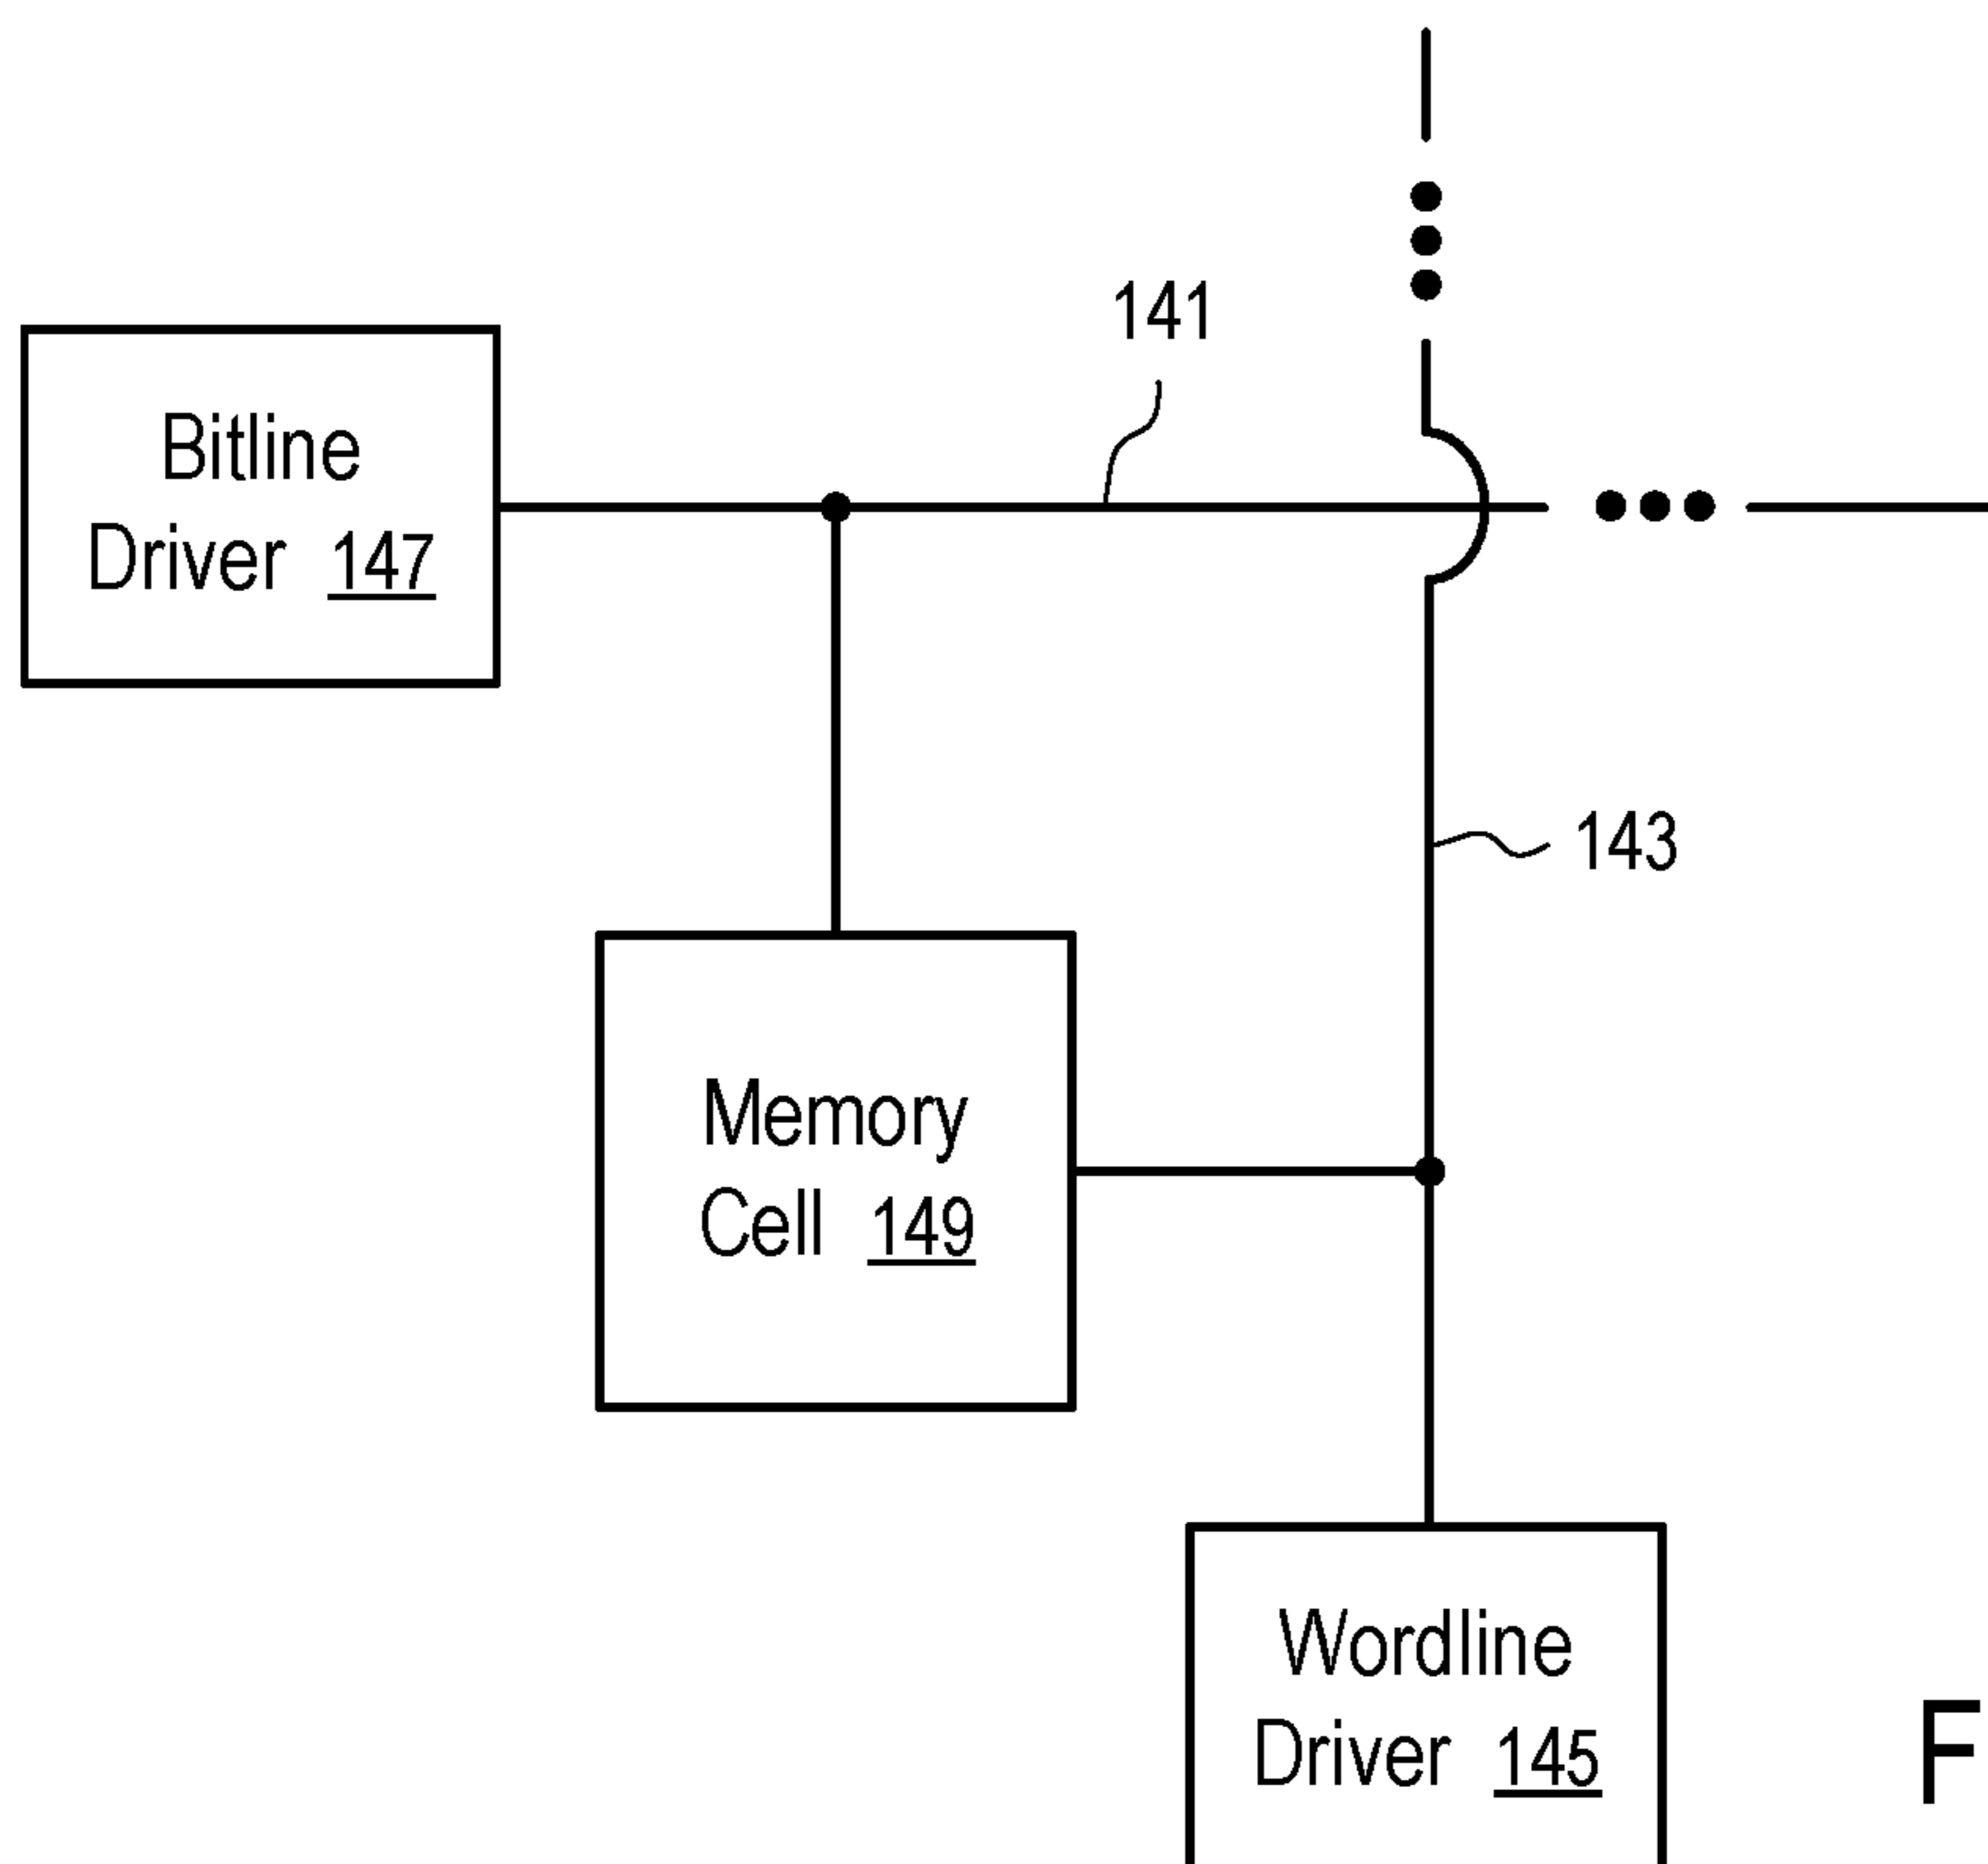 141
Bitline
Driver 147
143
Memory
Cell 149
Wordline
Driver 145
F